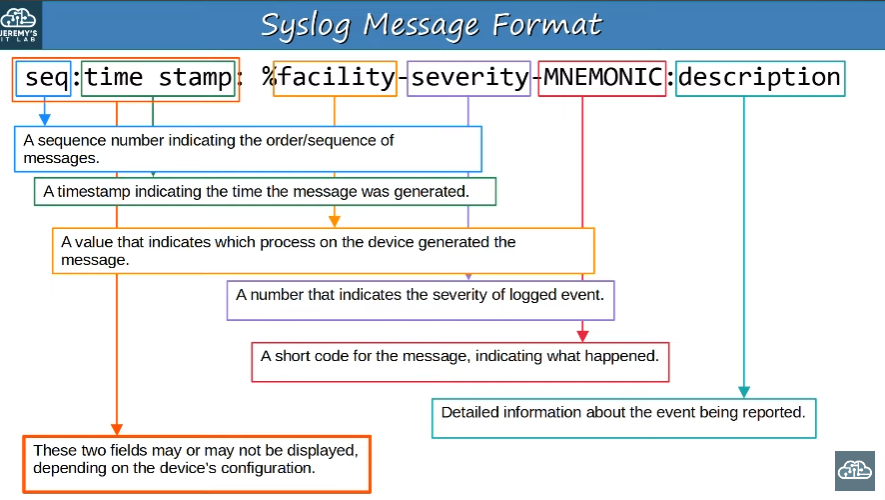 JEREMY'S
IT LAB
Syslog Message Format
seq:time stamp: %facility-severity-MNEMONIC:description
A sequence number indicating the order/sequence of
messages.
A timestamp indicating the time the message was generated.
A value that indicates which process on the device generated the
message.
A number that indicates the severity of logged event.
A short code for the message, indicating what happened.
Detailed information about the event being reported.
These two fields may or may not be displayed,
depending on the device's configuration.